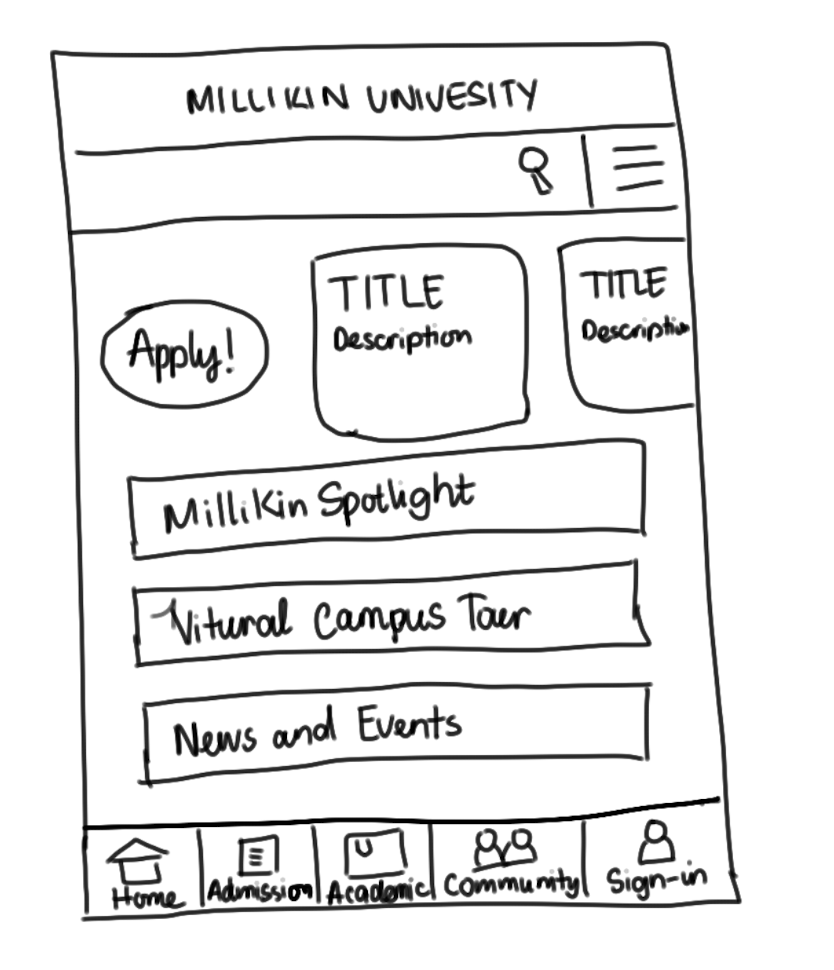 MILLIKIN UNIVESITY
TITLE
Description
TITLE
Description
Apply!
Millikin Spotlight
Vitural Campus Tour
News and Events
Home
Admission
Academic
Community
Sign-in